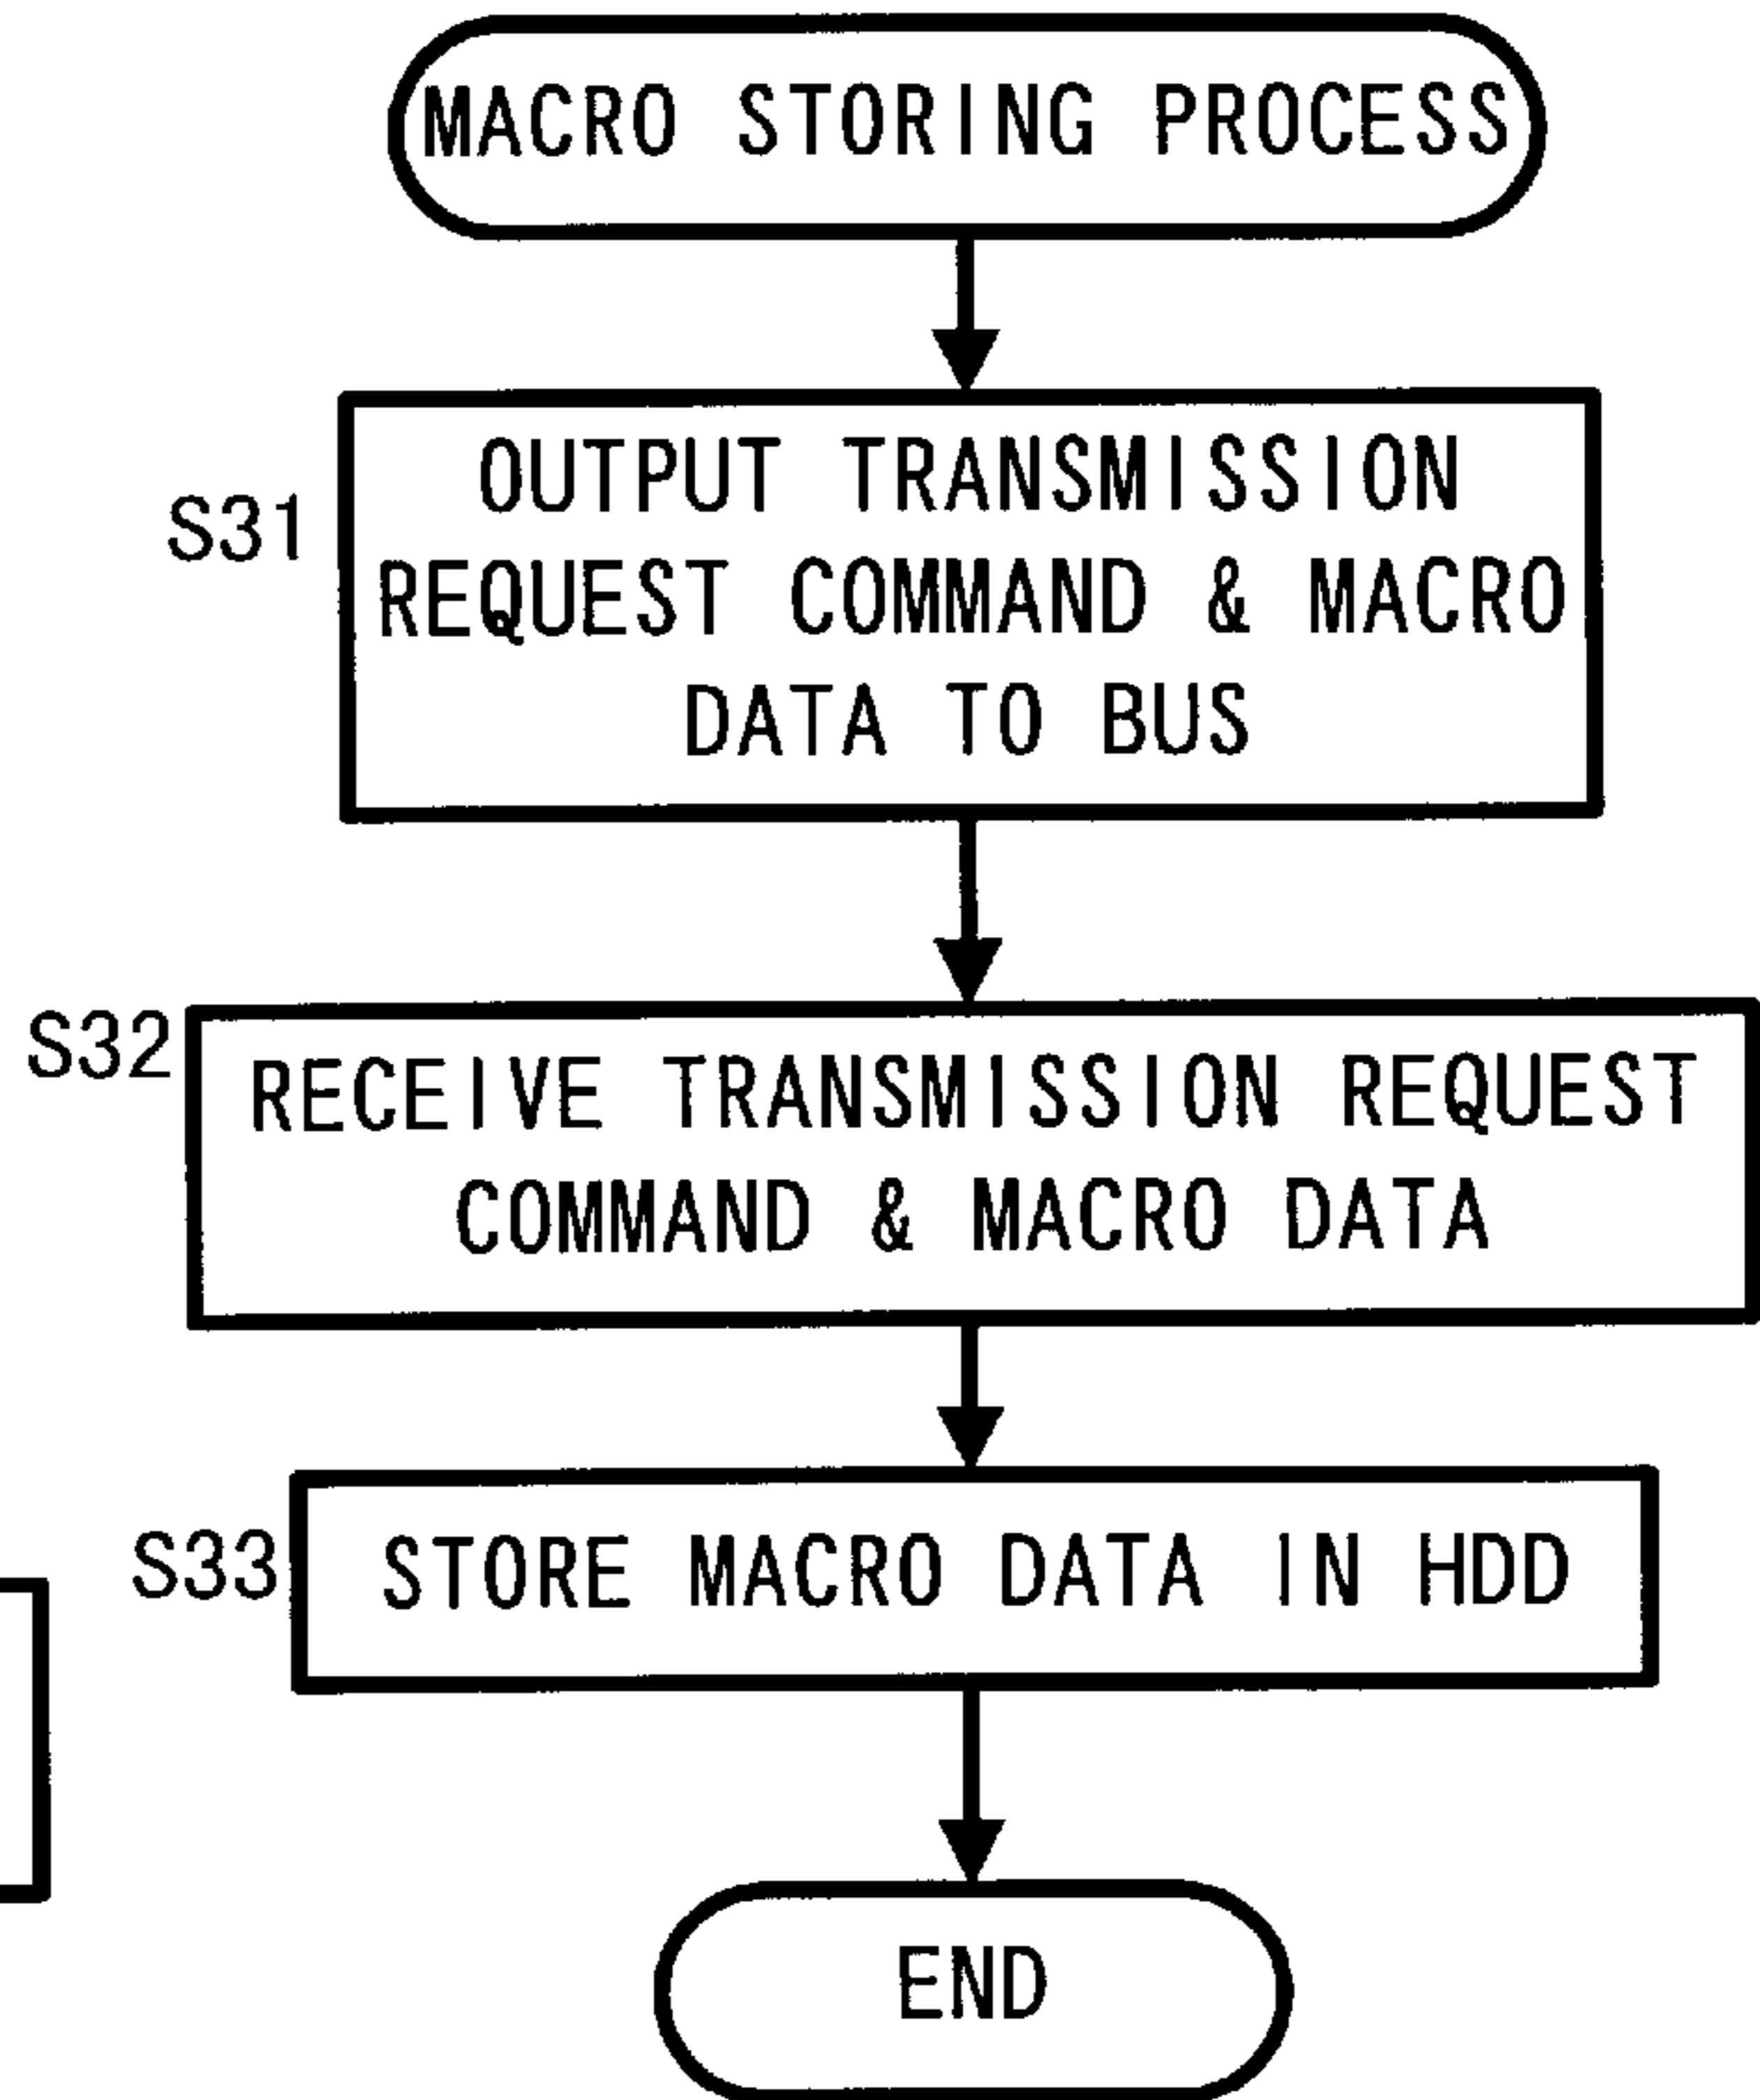 MACRO STORING PROCESS
S31
OUTPUT TRANSMISSION
REQUEST COMMAND & MACRO
DATA TO BUS
S32
RECEIVE TRANSMISSION REQUEST
COMMAND & MACRO DATA
S33
STORE MACRO DATA IN HDD
END